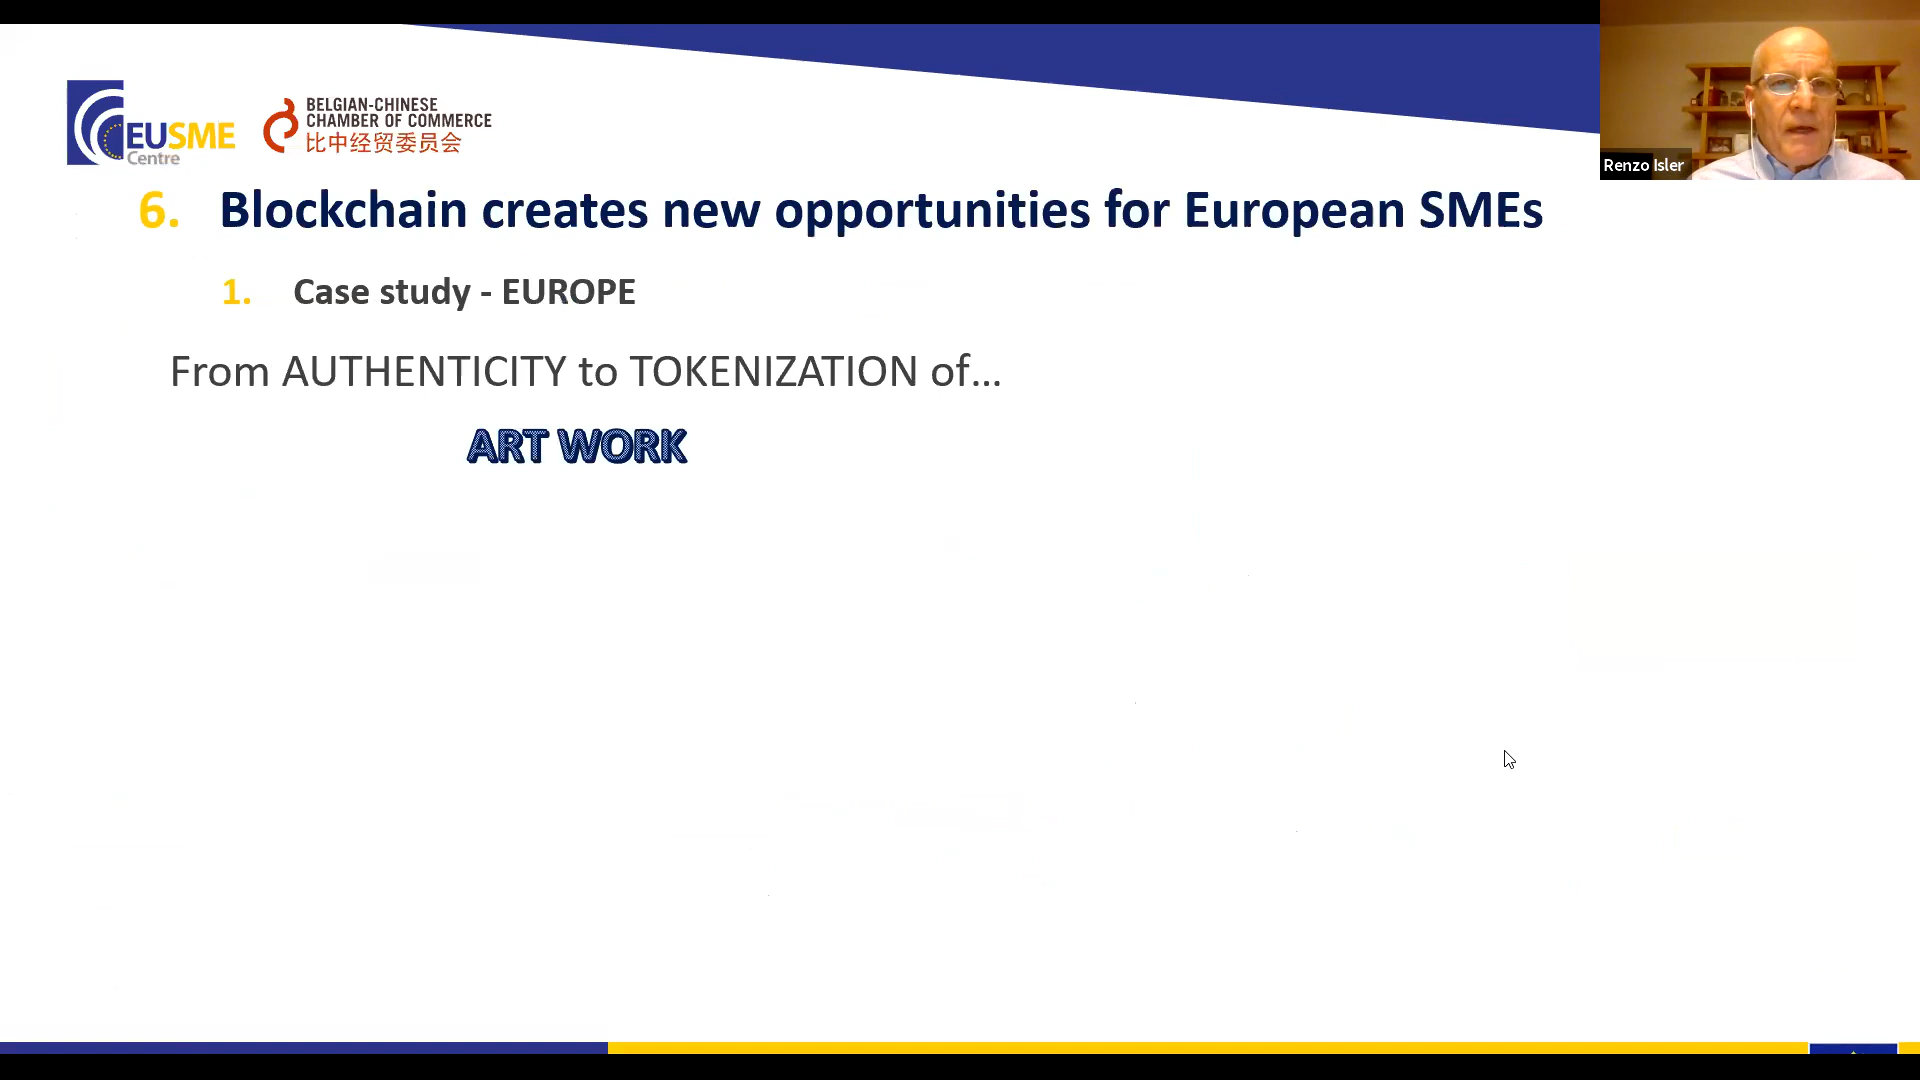 EUSME
Centre
BELGIAN-CHINESE
CHAMBER OF COMMERCE
比中经贸委员会
Renzo Isler
6. Blockchain creates new opportunities for European SMEs
1. Case study - EUROPE
From AUTHENTICITY to TOKENIZATION of...
ART WORK